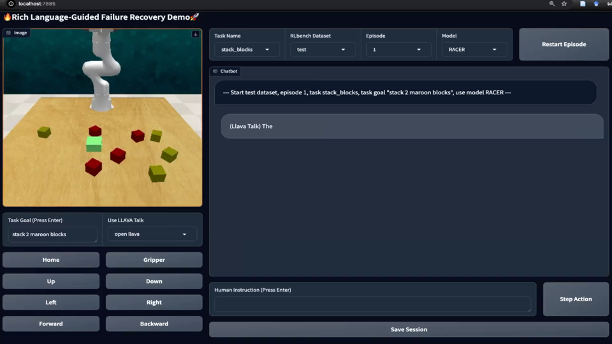 localhost:7885
🔥Rich Language-Guided Failure Recovery Demo🚀
Image
Task Name
stack_blocks
RLbench Dataset
test
Episode
1
Model
RACER
Restart Episode
Chatbot
--- Start test dataset, episode 1, task stack_blocks, task goal "stack 2 maroon blocks", use model RACER ---
(Llava Talk) The
Task Goal (Press Enter)
stack 2 maroon blocks
Use LLAVA Talk
open llava
Home
Gripper
Up
Down
Left
Right
Forward
Backward
Human Instruction (Press Enter)
Step Action
Save Session